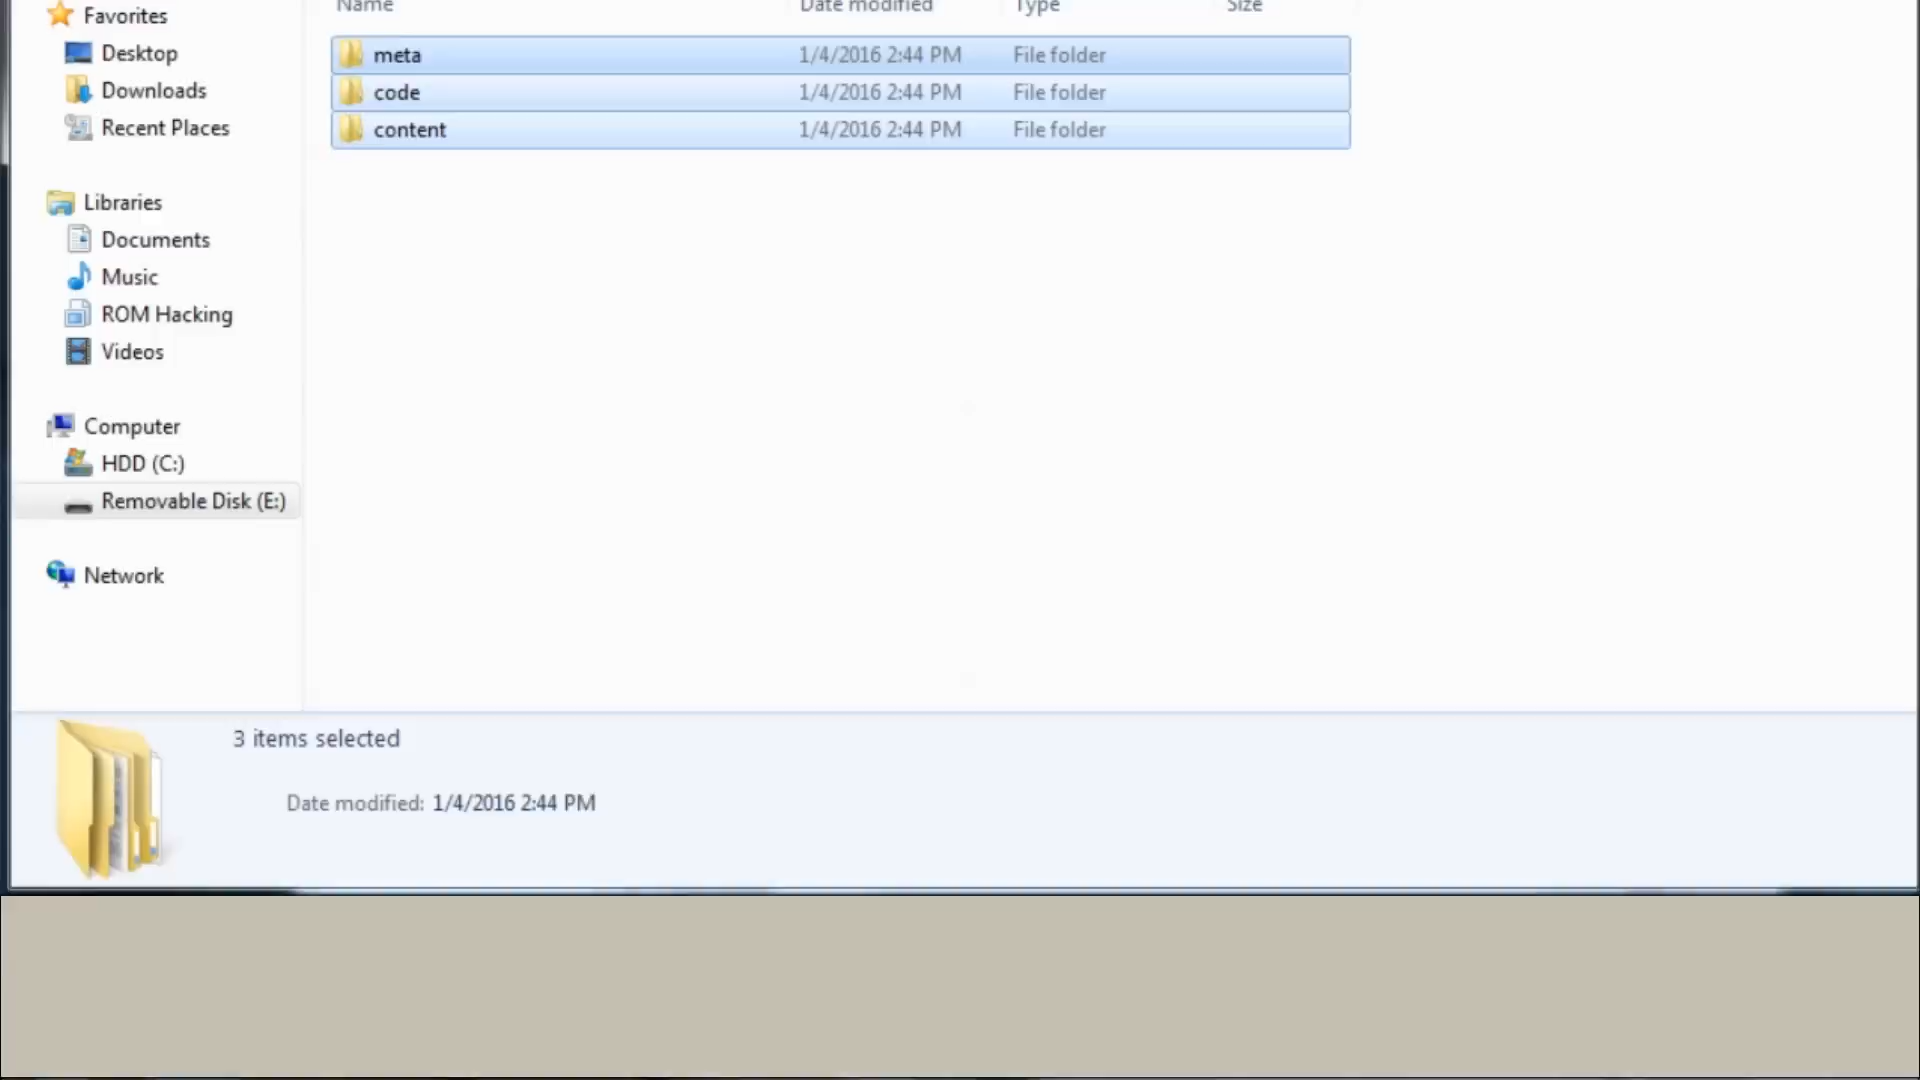 Name Date modified Type Size
Favorites
Desktop
Downloads
Recent Places
Libraries
Documents
Music
ROM Hacking
Videos
Computer
HDD (C:)
Removable Disk (E:)
Network
meta 1/4/2016 2:44 PM File folder
code 1/4/2016 2:44 PM File folder
content 1/4/2016 2:44 PM File folder
3 items selected
Date modified: 1/4/2016 2:44 PM